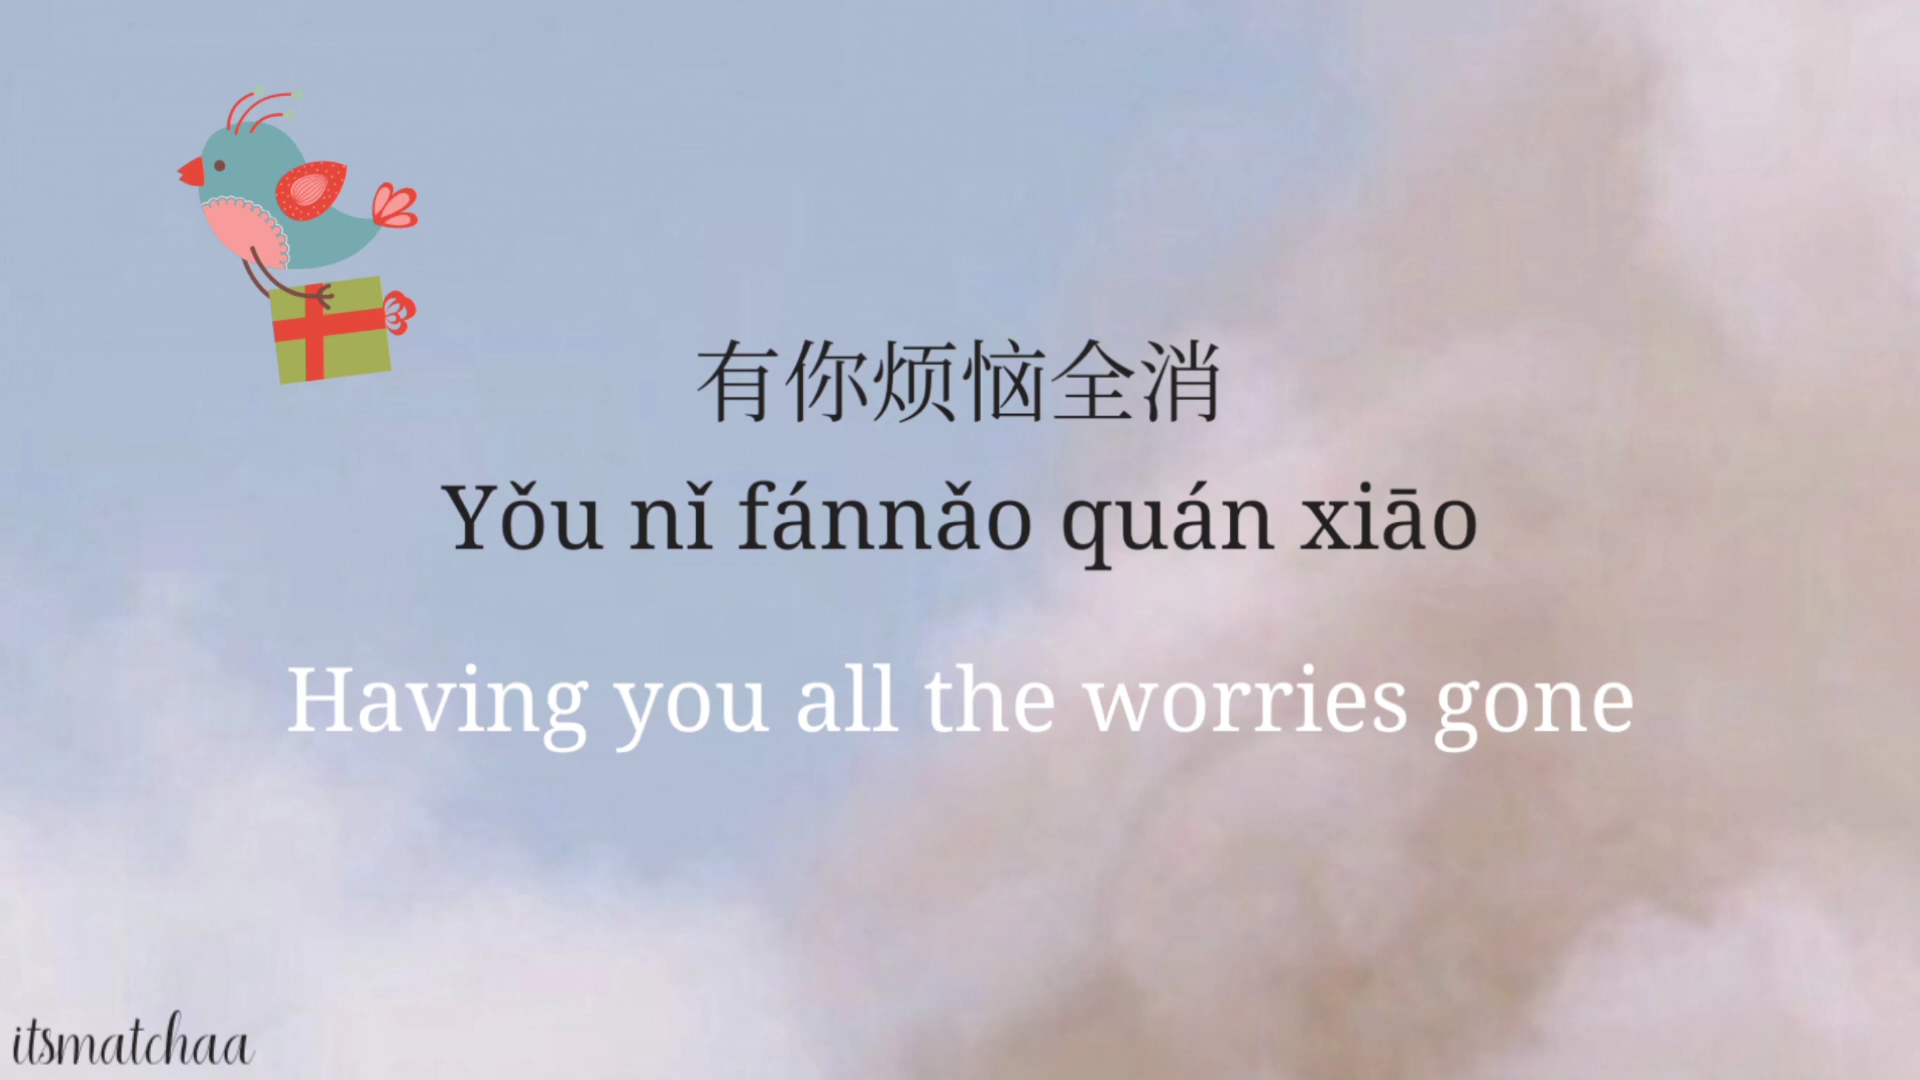 有你烦恼全消
Yǒu nǐ fánnǎo quán xiāo
Having you all the worries gone
itsmatchaa